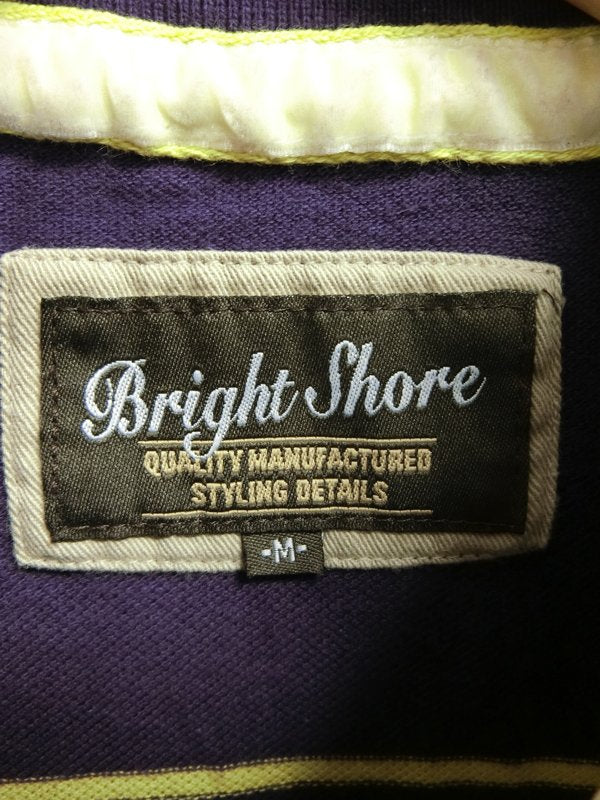 Bright Shore
QUALITY MANUFACTURED
STYLING DETAILS
-M-